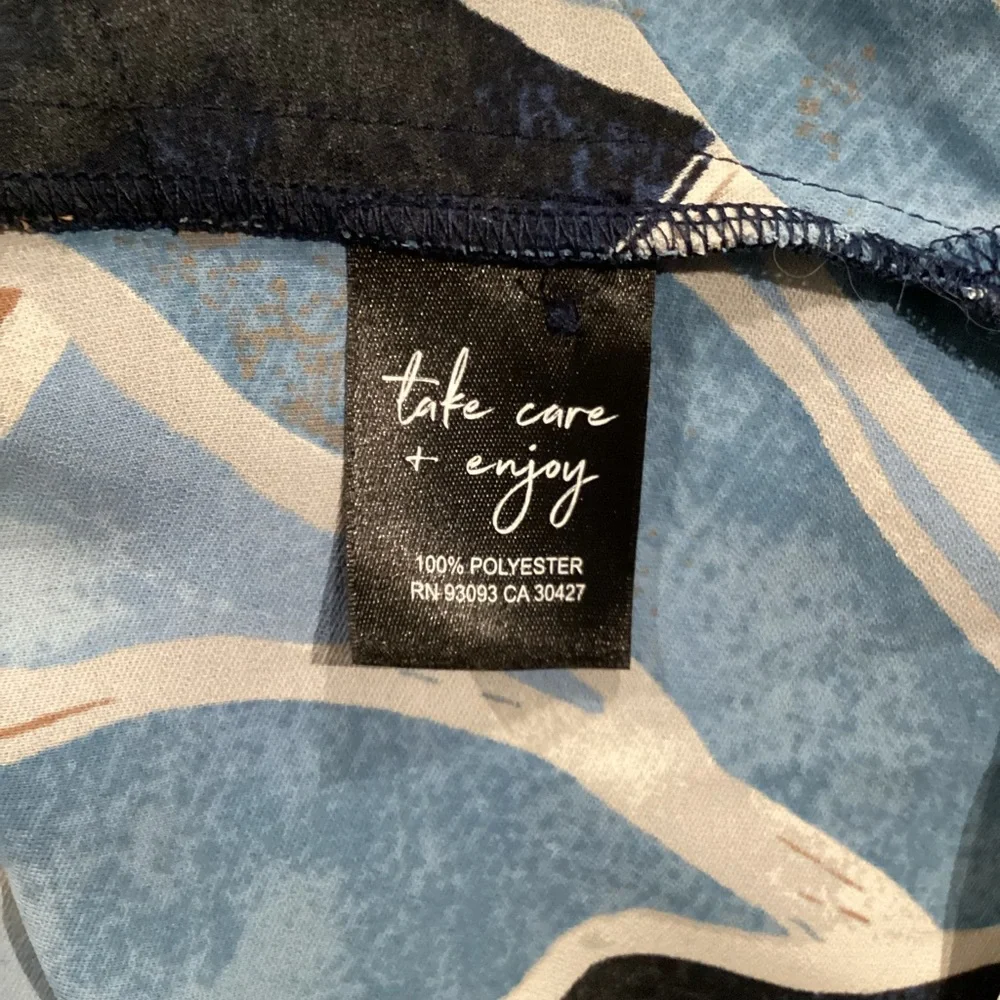 take care
+ enjoy
100% POLYESTER
RN 93093 CA 30427